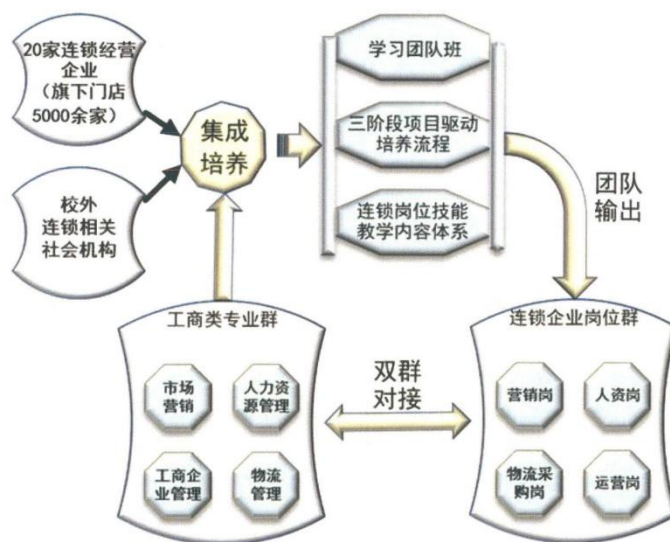 20家连锁经营
企业
（旗下门店
5000余家）
校外
连锁相关
社会机构
集成
培养
学习团队班
三阶段项目驱动
培养流程
连锁岗位技能
教学内容体系
团队
输出
工商类专业群
市场
营销
人力资
源管理
工商企
业管理
物流
管理
双群
对接
连锁企业岗位群
营销岗
人资岗
物流采
购岗
运营岗